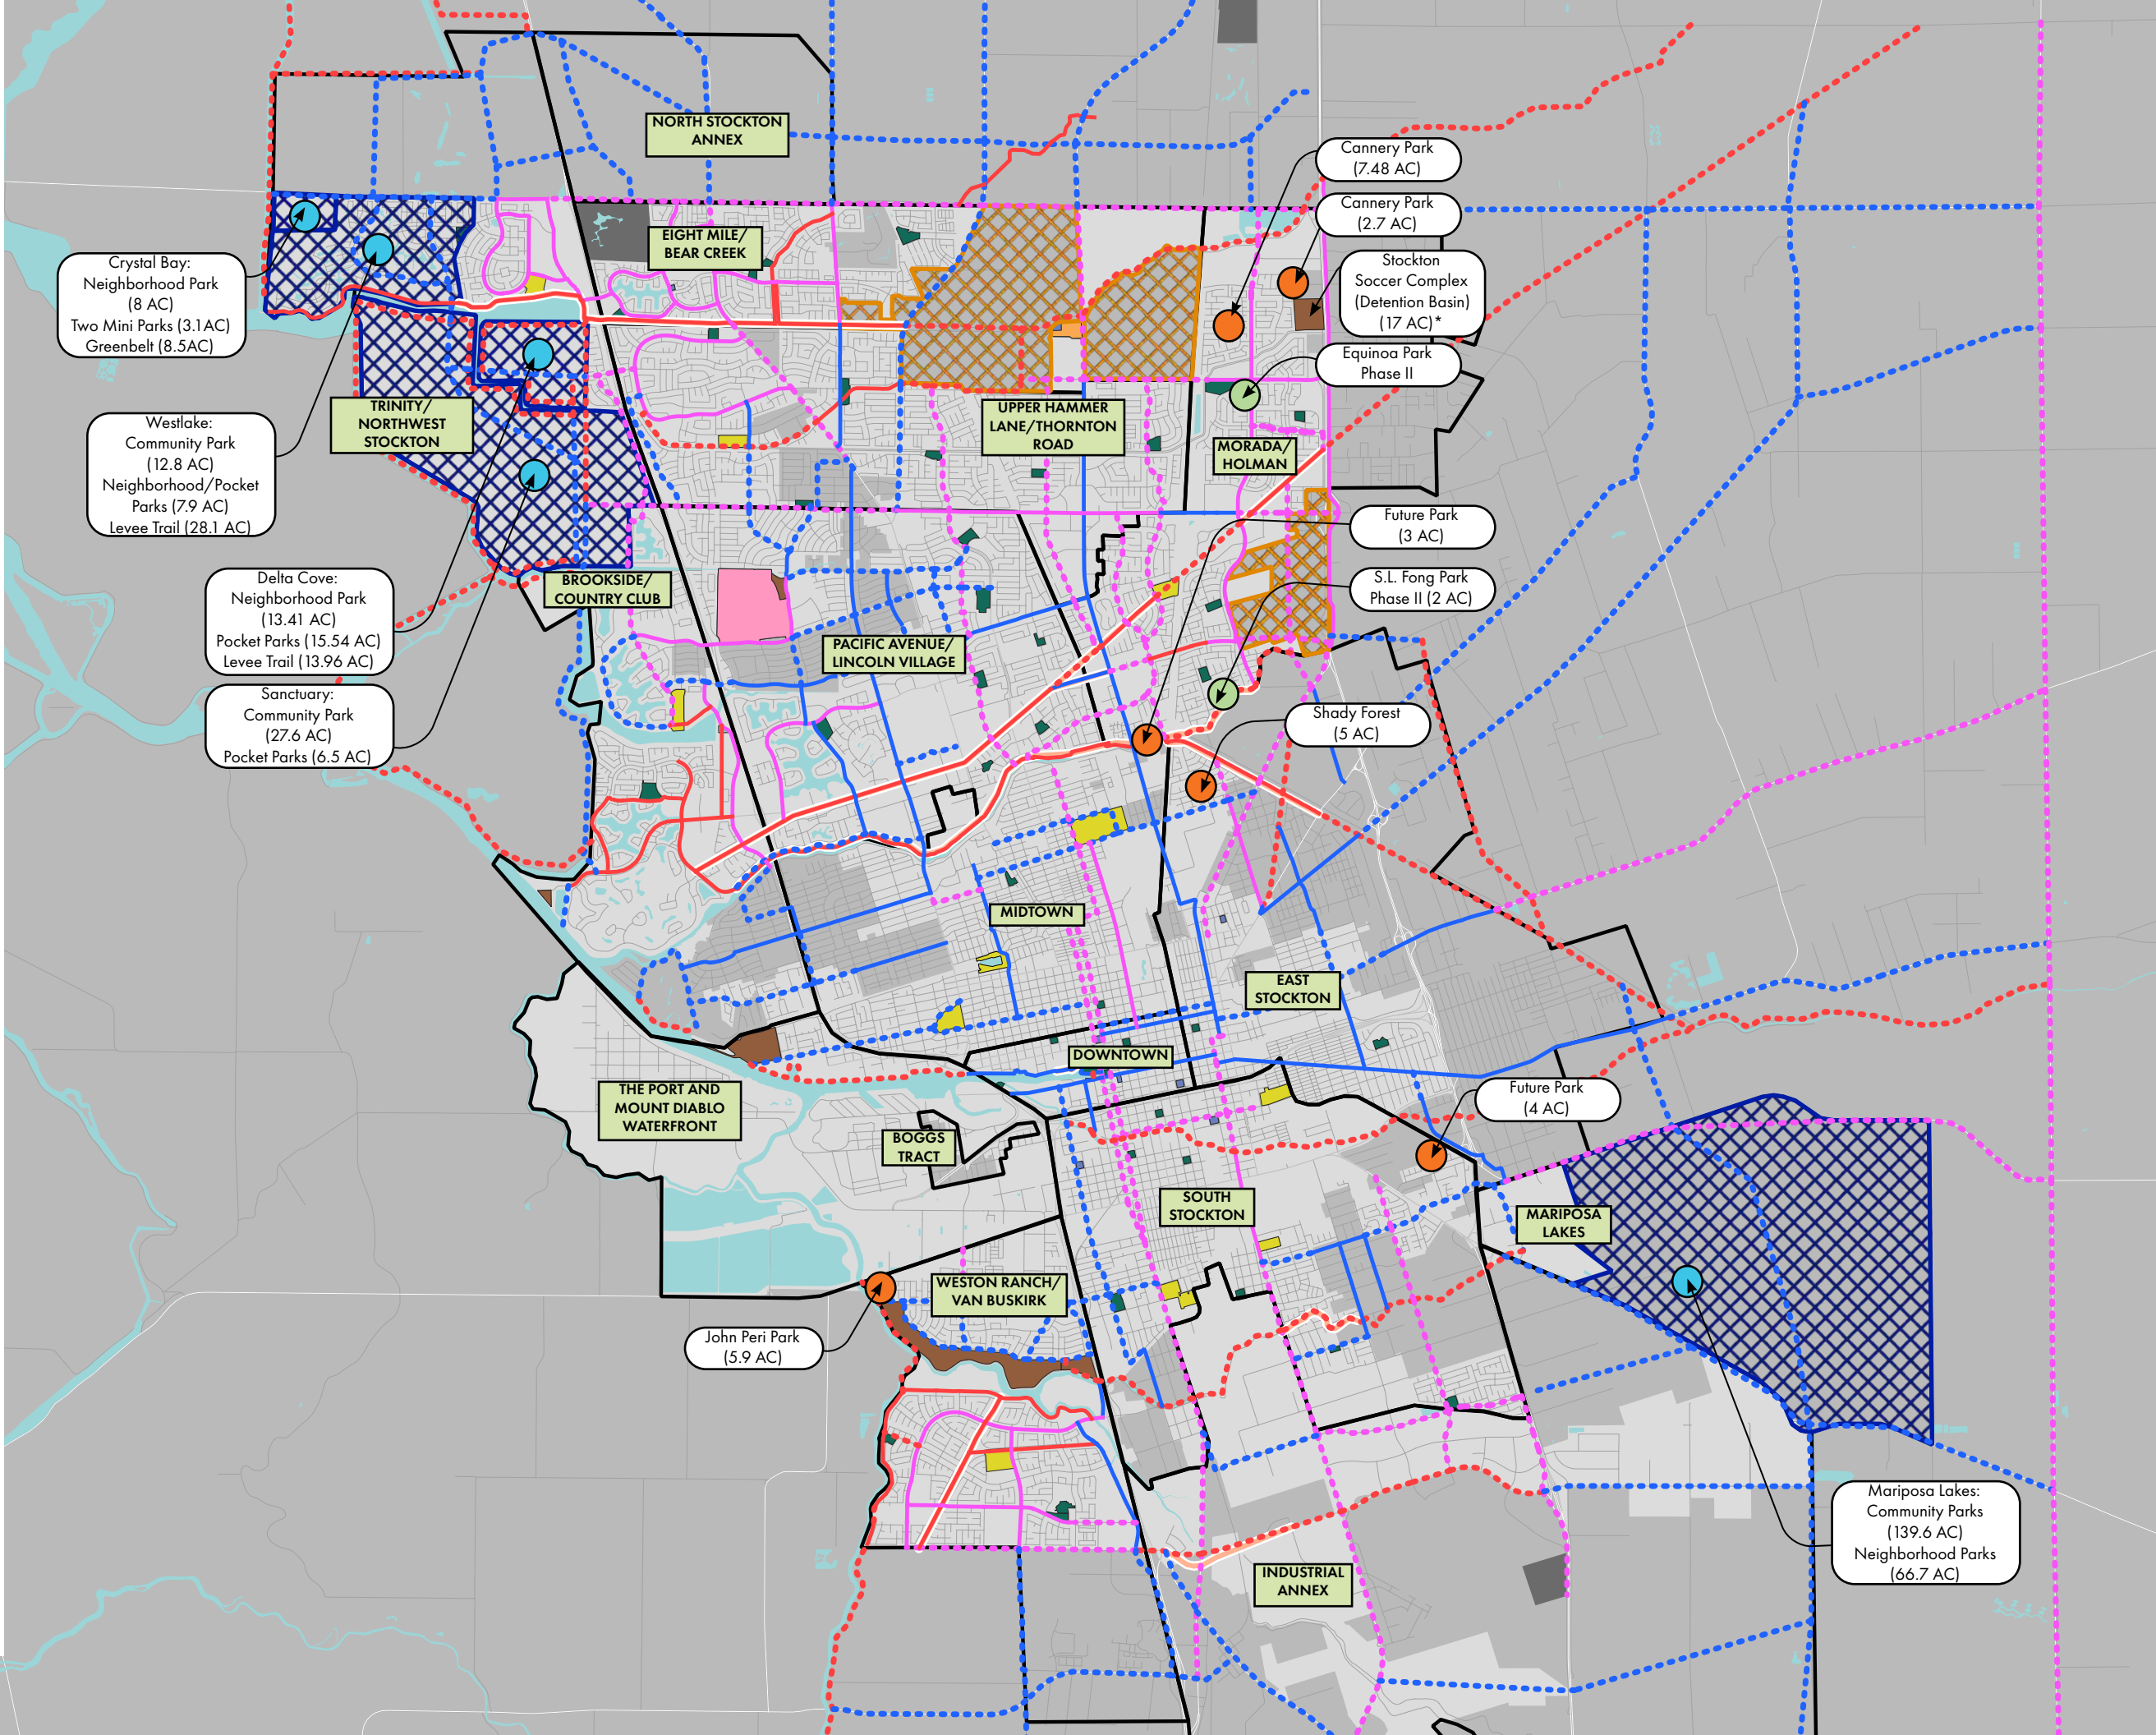 NORTH STOCKTON
ANNEX
Cannery Park
(7.48 AC)
Cannery Park
(2.7 AC)
EIGHT MILE/
BEAR CREEK
Stockton
Soccer Complex
(Detention Basin)
(17 AC)*
Crystal Bay:
Neighborhood Park
(8 AC)
Two Mini Parks (3.1AC)
Greenbelt (8.5AC)
Equinoa Park
Phase II
TRINITY/
NORTHWEST
STOCKTON
UPPER HAMMER
LANE/THORNTON
ROAD
MORADA/
HOLMAN
Westlake:
Community Park
(12.8 AC)
Neighborhood/Pocket
Parks (7.9 AC)
Levee Trail (28.1 AC)
Future Park
(3 AC)
Delta Cove:
Neighborhood Park
(13.41 AC)
Pocket Parks (15.54 AC)
Levee Trail (13.96 AC)
BROOKSIDE/
COUNTRY CLUB
S.L. Fong Park
Phase II (2 AC)
PACIFIC AVENUE/
LINCOLN VILLAGE
Sanctuary:
Community Park
(27.6 AC)
Pocket Parks (6.5 AC)
Shady Forest
(5 AC)
MIDTOWN
EAST
STOCKTON
DOWNTOWN
THE PORT AND
MOUNT DIABLO
WATERFRONT
Future Park
(4 AC)
BOGGS
TRACT
SOUTH
STOCKTON
MARIPOSA
LAKES
WESTON RANCH/
VAN BUSKIRK
John Peri Park
(5.9 AC)
Mariposa Lakes:
Community Parks
(139.6 AC)
Neighborhood Parks
(66.7 AC)
INDUSTRIAL
ANNEX